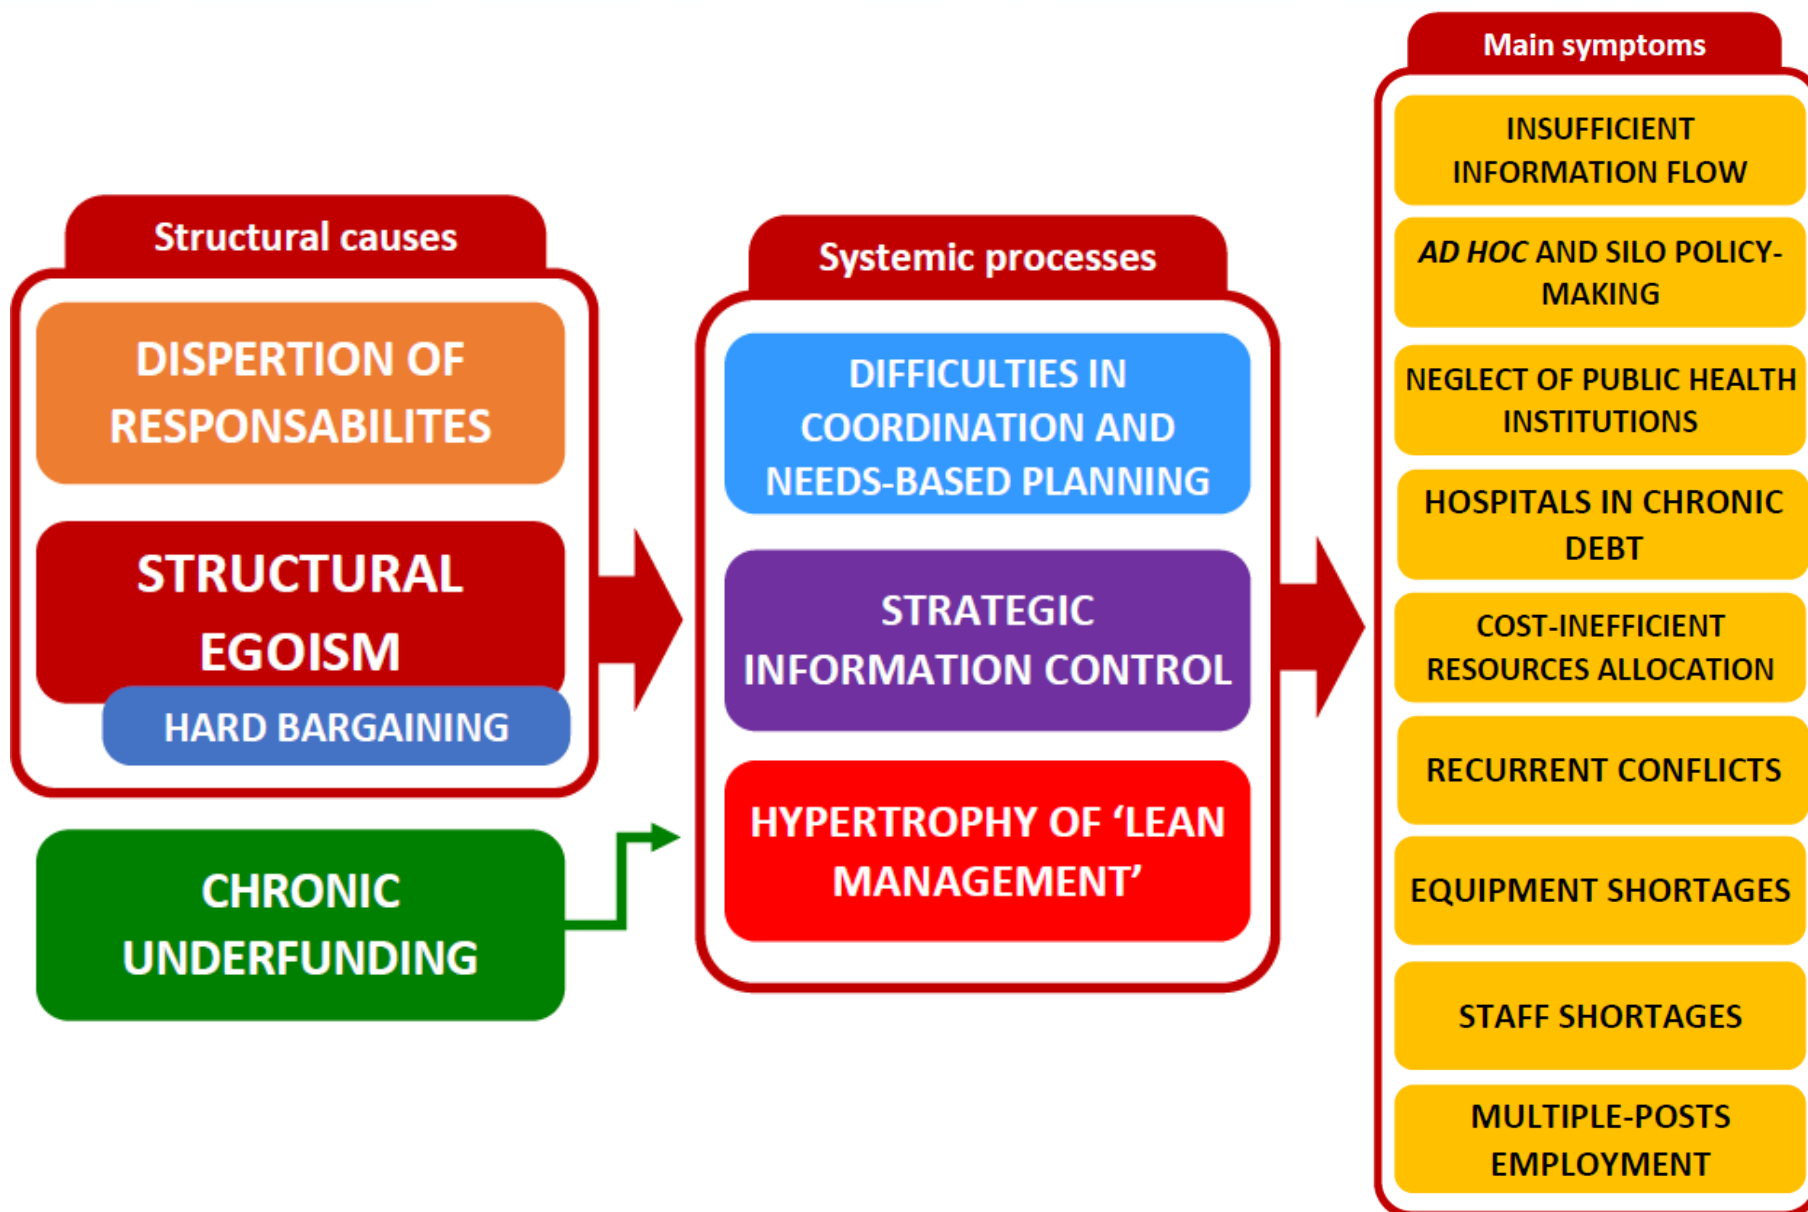 Structural causes
DISPERTION OF
RESPONSABILITES
STRUCTURAL
EGOISM
HARD BARGAINING
CHRONIC
UNDERFUNDING
Systemic processes
DIFFICULTIES IN
COORDINATION AND
NEEDS-BASED PLANNING
STRATEGIC
INFORMATION CONTROL
HYPERTROPHY OF ‘LEAN
MANAGEMENT’
Main symptoms
INSUFFICIENT
INFORMATION FLOW
AD HOC AND SILO POLICY-
MAKING
NEGLECT OF PUBLIC HEALTH
INSTITUTIONS
HOSPITALS IN CHRONIC
DEBT
COST-INEFFICIENT
RESOURCES ALLOCATION
RECURRENT CONFLICTS
EQUIPMENT SHORTAGES
STAFF SHORTAGES
MULTIPLE-POSTS
EMPLOYMENT